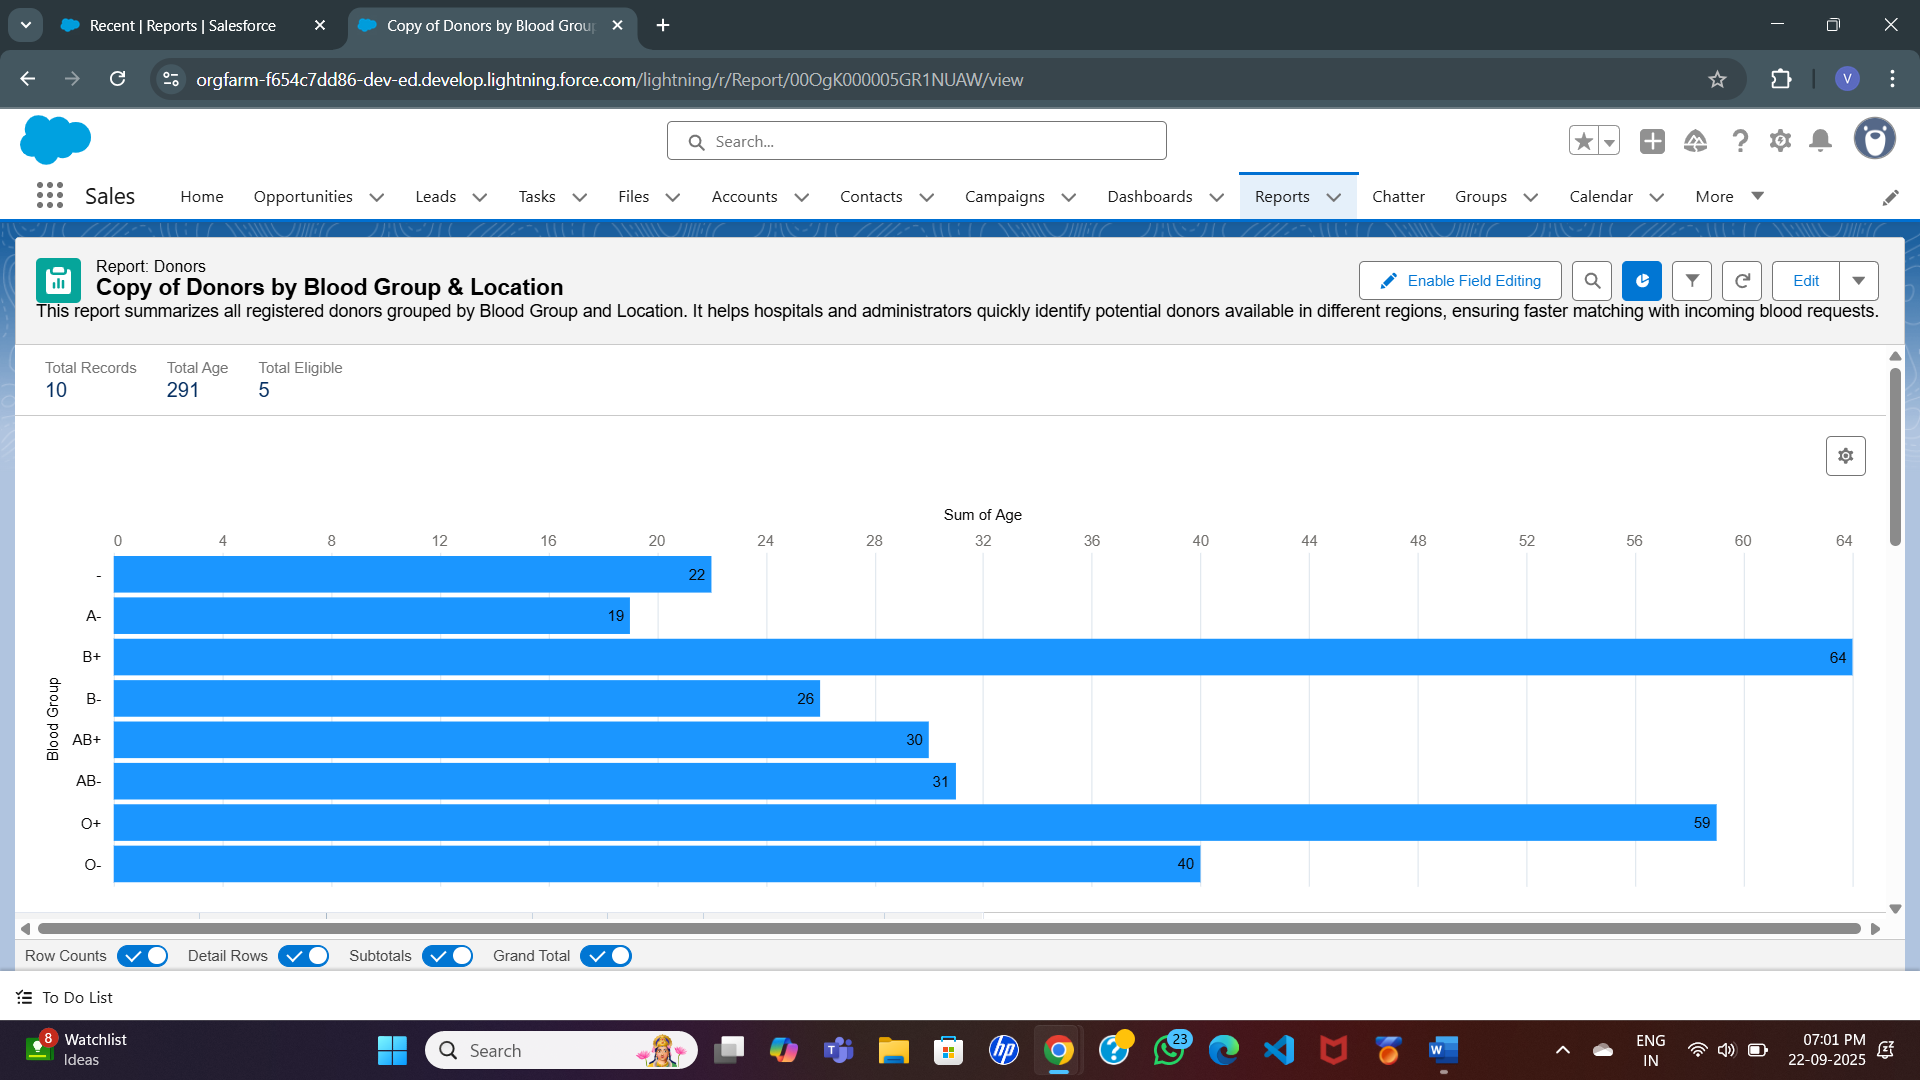 Recent | Reports | Salesforce
Copy of Donors by Blood Grou
orgfarm-f654c7dd86-dev-ed.develop.lightning.force.com/lightning/r/Report/00OgK000005GR1NUAW/view
V
Search...
Sales Home Opportunities Leads Tasks Files Accounts Contacts Campaigns Dashboards Reports Chatter Groups Calendar More
Report: Donors
Copy of Donors by Blood Group & Location
Enable Field Editing Edit
This report summarizes all registered donors grouped by Blood Group and Location. It helps hospitals and administrators quickly identify potential donors available in different regions, ensuring faster matching with incoming blood requests.
Total Records Total Age Total Eligible
10 291 5
Sum of Age
0 4 8 12 16 20 24 28 32 36 40 44 48 52 56 60 64
- 22
A- 19
B+ 64
B- 26
Blood Group
AB+ 30
AB- 31
O+ 59
O- 40
Row Counts Detail Rows Subtotals Grand Total
To Do List
8 Watchlist
Ideas
Search
T
hp
?
23
W
ENG
IN
07:01 PM
22-09-2025